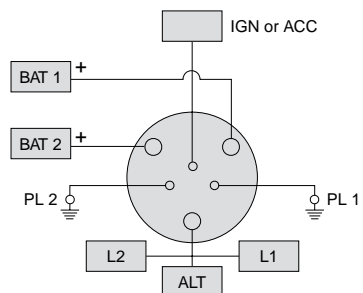 IGN or ACC
BAT 1 +
BAT 2 +
PL 2
PL 1
L2
L1
ALT